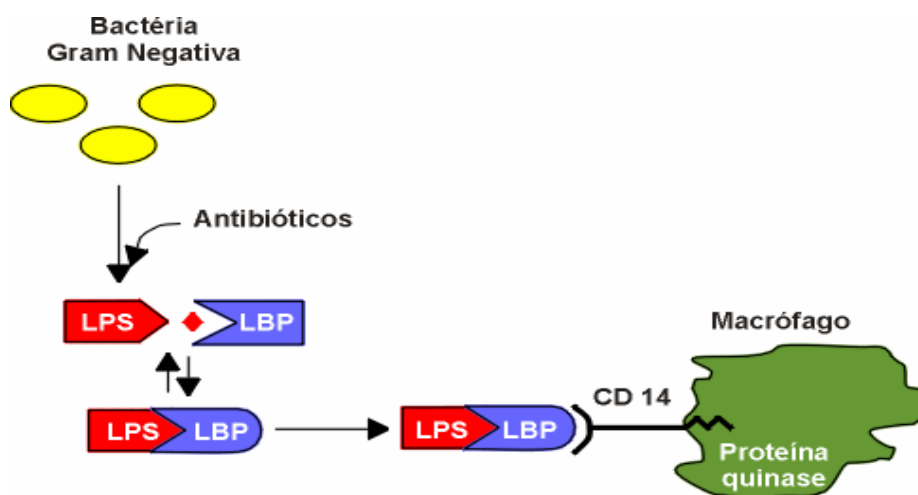 Bactéria
Gram Negativa
Antibióticos
LPS
LBP
Macrófago
CD 14
LPS
LBP
LPS
LBP
Proteína
quinase